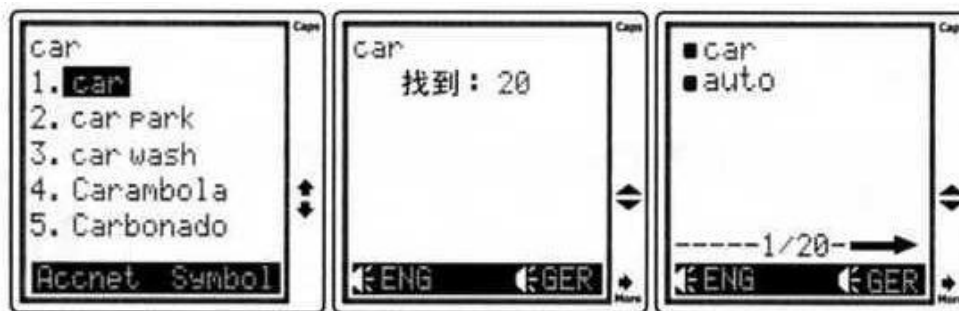 Caps
car
1. car
2. car park
3. car wash
4. Carambola
5. Carbonado
Accnet Symbol
Caps
car
找到：20
ENG GER
More
Caps
car
auto
-----1/20-
ENG GER
More